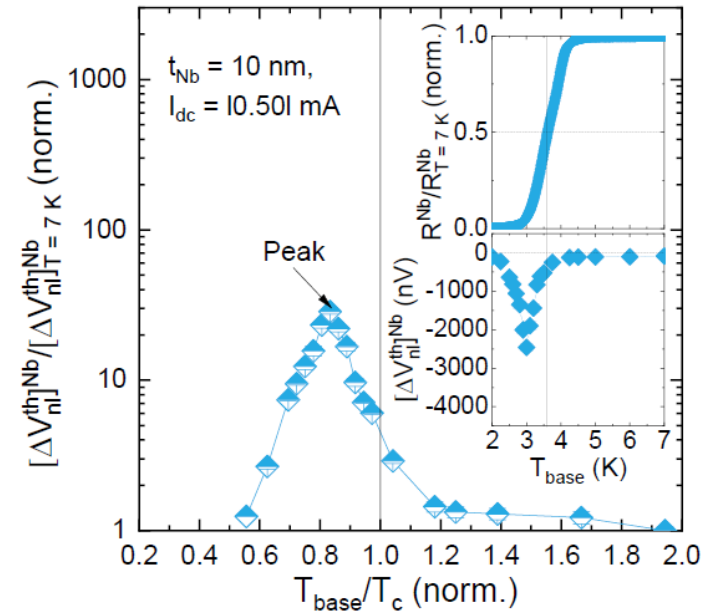 t_Nb = 10 nm,
I_dc = |0.50| mA
Peak
[ΔV_nl^th]^Nb/[ΔV_nl^th]^Nb_T = 7 K (norm.)
1000
100
10
1
0.2 0.4 0.6 0.8 1.0 1.2 1.4 1.6 1.8 2.0
T_base/T_c (norm.)
R^Nb/R^Nb_T = 7 K (norm.)
1.0
0.5
0.0
[ΔV_nl^th]^Nb (nV)
0
-1000
-2000
-3000
-4000
2 3 4 5 6 7
T_base (K)